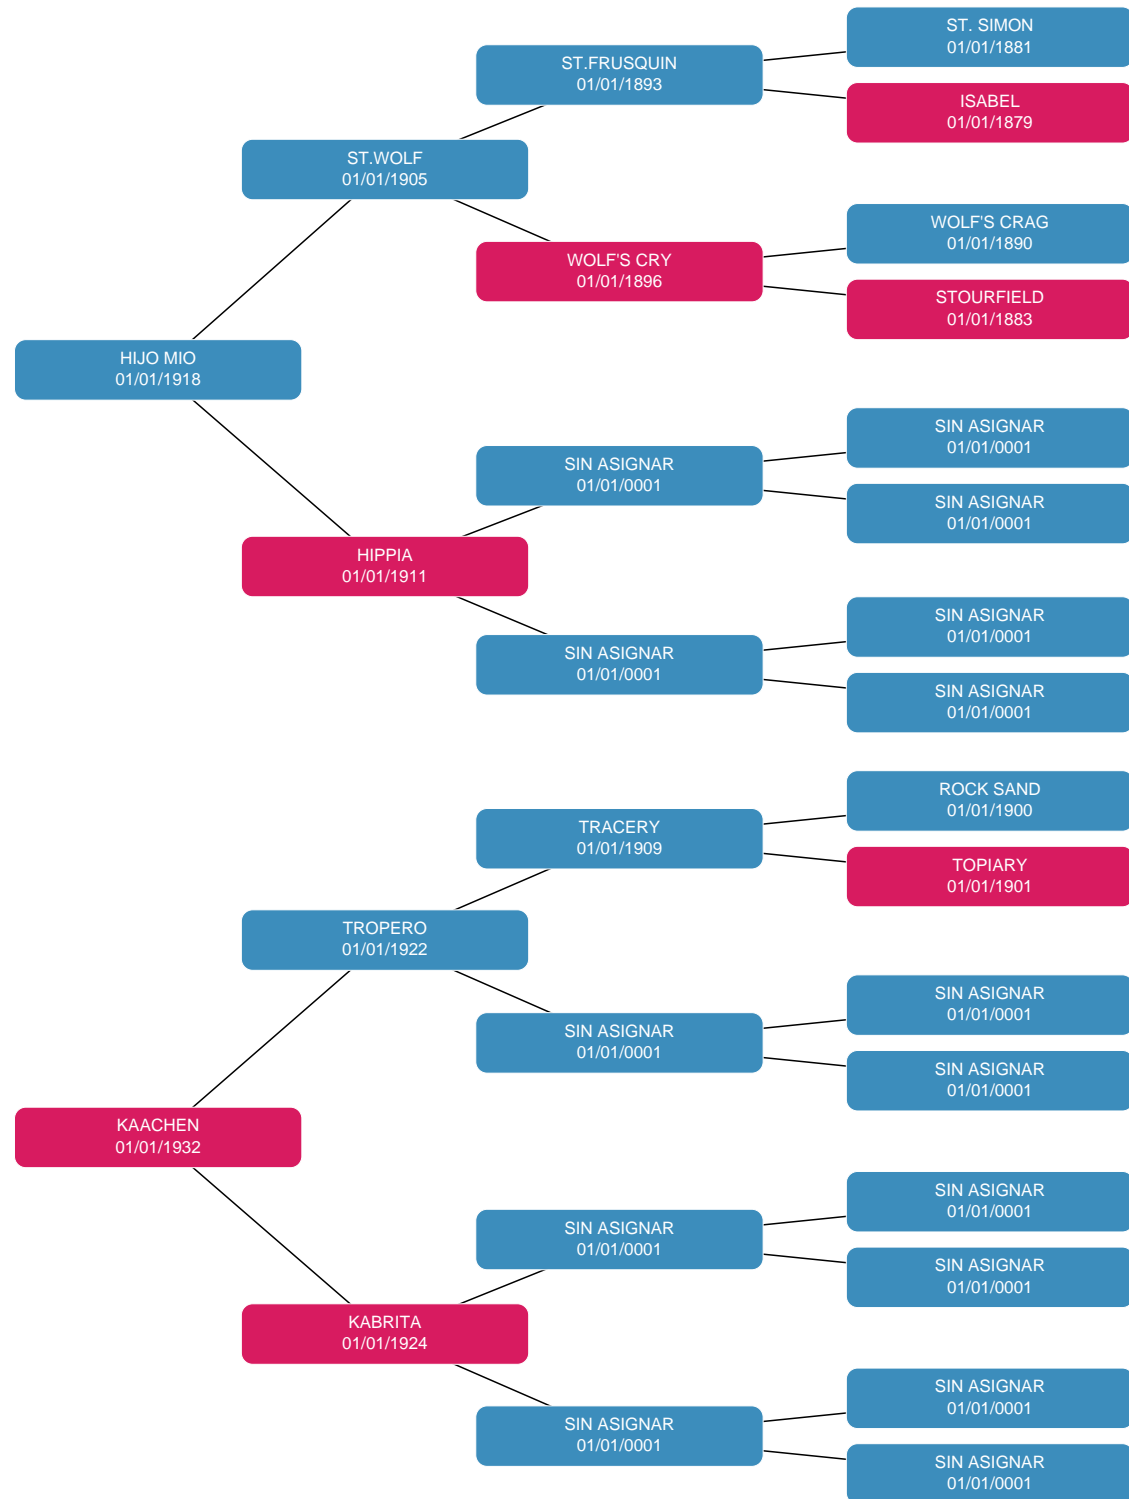 ST. SIMON
01/01/1881
ST.FRUSQUIN
01/01/1893
ISABEL
01/01/1879
ST.WOLF
01/01/1905
WOLF'S CRAG
01/01/1890
WOLF'S CRY
01/01/1896
STOURFIELD
01/01/1883
HIJO MIO
01/01/1918
SIN ASIGNAR
01/01/0001
SIN ASIGNAR
01/01/0001
SIN ASIGNAR
01/01/0001
HIPPIA
01/01/1911
SIN ASIGNAR
01/01/0001
SIN ASIGNAR
01/01/0001
SIN ASIGNAR
01/01/0001
ROCK SAND
01/01/1900
TRACERY
01/01/1909
TOPIARY
01/01/1901
TROPERO
01/01/1922
SIN ASIGNAR
01/01/0001
SIN ASIGNAR
01/01/0001
SIN ASIGNAR
01/01/0001
KAACHEN
01/01/1932
SIN ASIGNAR
01/01/0001
SIN ASIGNAR
01/01/0001
SIN ASIGNAR
01/01/0001
KABRITA
01/01/1924
SIN ASIGNAR
01/01/0001
SIN ASIGNAR
01/01/0001
SIN ASIGNAR
01/01/0001